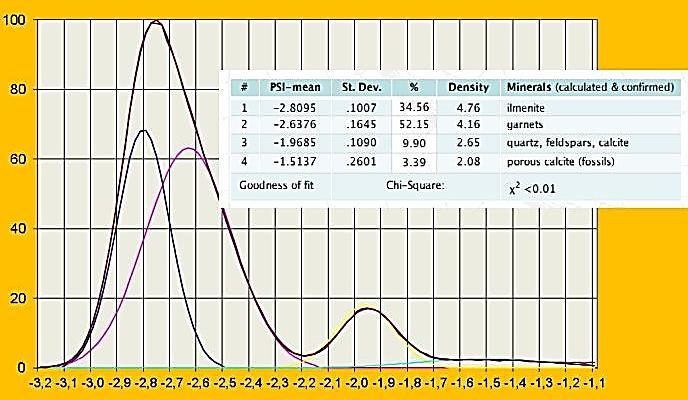 100
80
60
40
20
0
# PSI-mean St. Dev. % Density Minerals (calculated & confirmed)
1 -2.8095 .1007 34.56 4.76 ilmenite
2 -2.6376 .1645 52.15 4.16 garnets
3 -1.9685 .1090 9.90 2.65 quartz, feldspars, calcite
4 -1.5137 .2601 3.39 2.08 porous calcite (fossils)
Goodness of fit Chi-Square: χ² <0.01
-3,2 -3,1 -3,0 -2,9 -2,8 -2,7 -2,6 -2,5 -2,4 -2,3 -2,2 -2,1 -2,0 -1,9 -1,8 -1,7 -1,6 -1,5 -1,4 -1,3 -1,2 -1,1